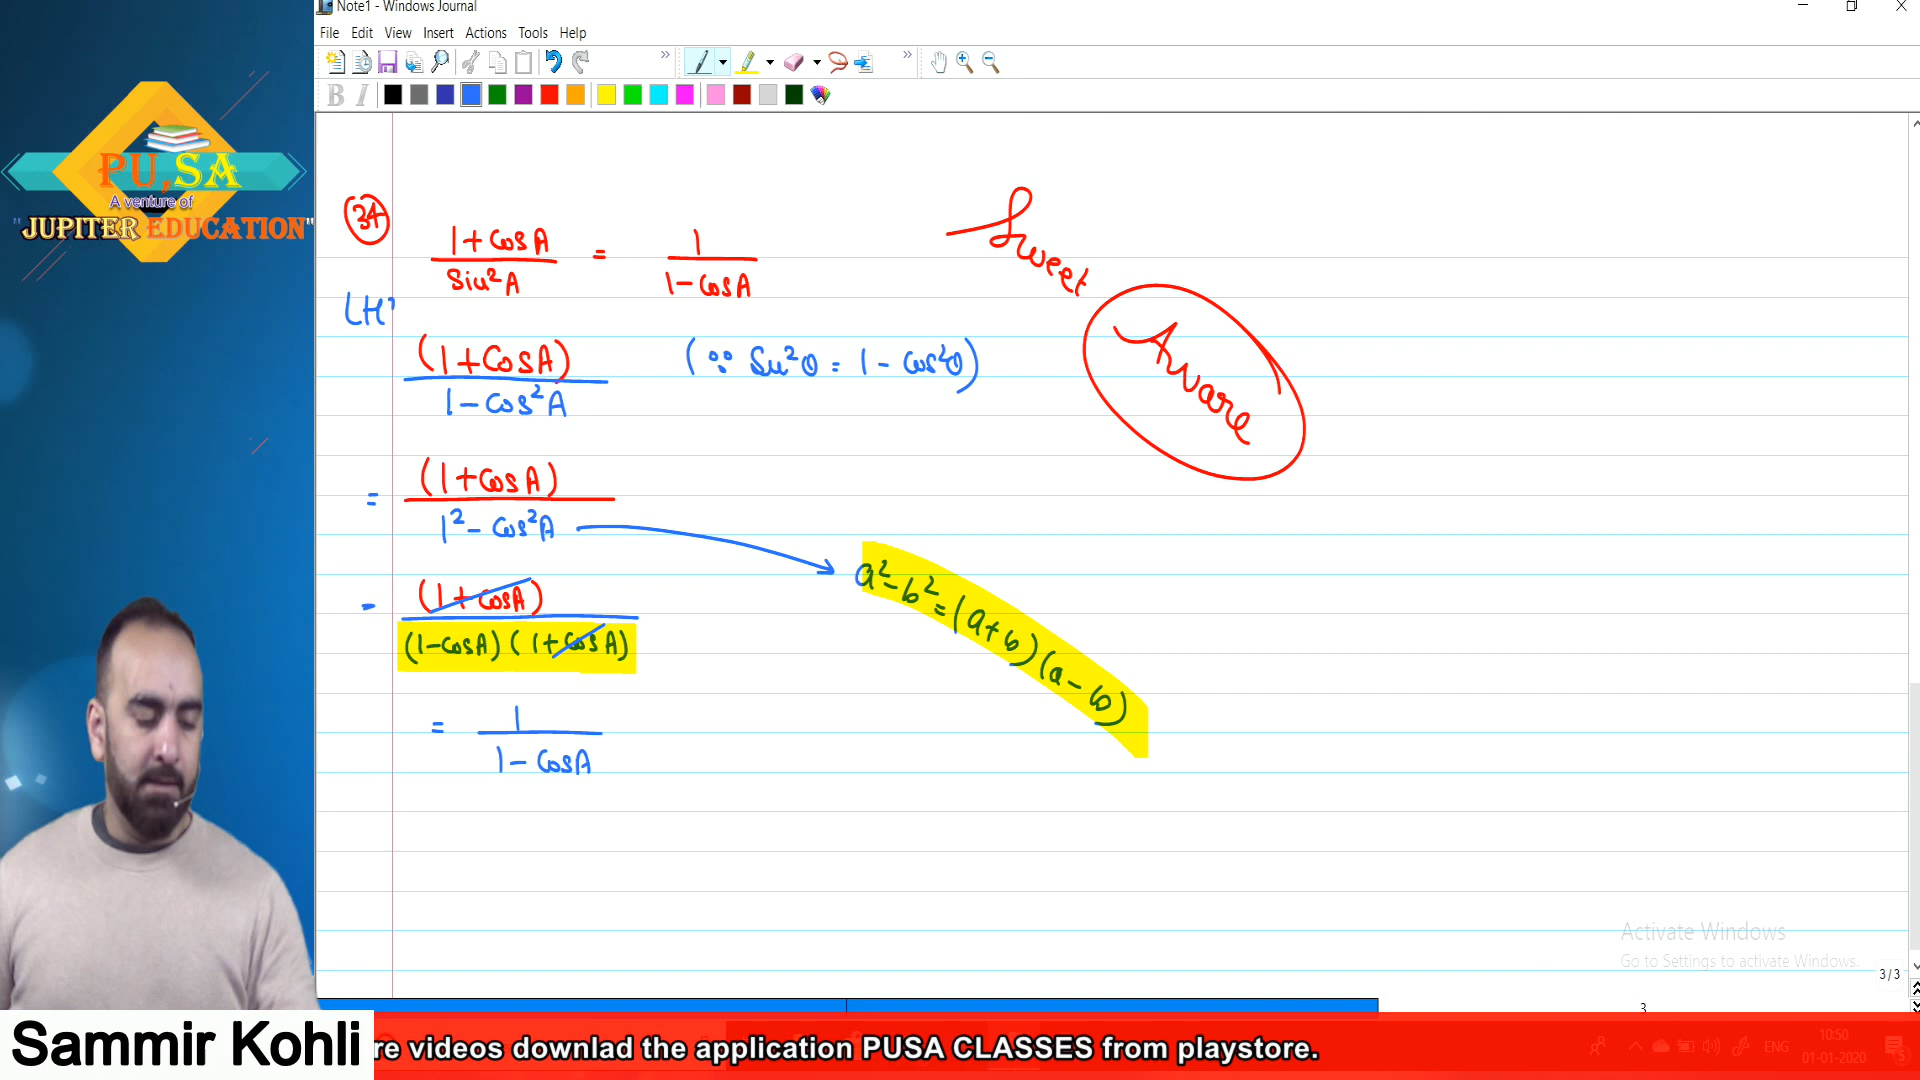 Note1 - Windows Journal
File Edit View Insert Actions Tools Help
B I
PU,SA
A venture of
"JUPITER EDUCATION"
34
(1+cosA)/(Sin²A) = 1/(1-cosA)
LH
(1+CosA)/(1-Cos²A) (∵ Sin²θ = 1 - Cos²θ)
= (1+CosA)/(1²-Cos²A)
= (1+cosA)/((1-cosA)(1+cosA))
= 1/(1-CosA)
Sweet
Aware
a²-b²=(a+b)(a-b)
Activate Windows
Go to Settings to activate Windows.
3/3
3
Sammir Kohli
re videos downlad the application PUSA CLASSES from playstore.
ENG
10:50
01-01-2020